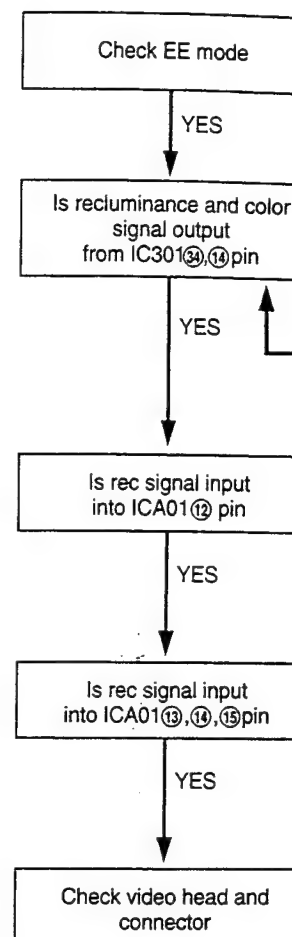 Check EE mode
YES
Is recluminance and color
signal output
from IC301㉞,⑭pin
YES
Is rec signal input
into ICA01⑫ pin
YES
Is rec signal input
into ICA01⑬,⑭,⑮pin
YES
Check video head and
connector